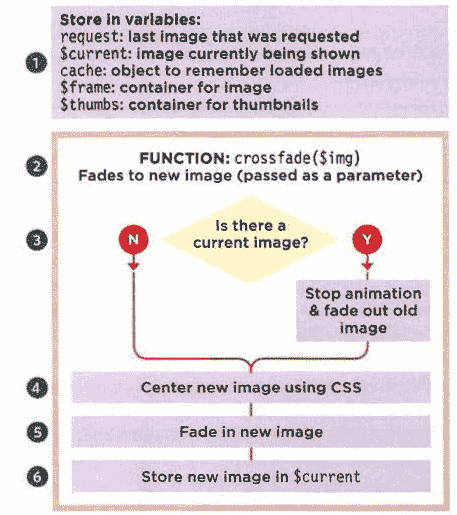 Store in variables:
request: last image that was requested
$current: image currently being shown
1
cache: object to remember loaded images
$frame: container for image
$thumbs: container for thumbnails
2
FUNCTION: crossfade($img)
Fades to new image (passed as a parameter)
3
N
Is there a
current image?
Y
Stop animation
& fade out old
image
4
Center new image using CSS
5
Fade in new image
6
Store new image in $current